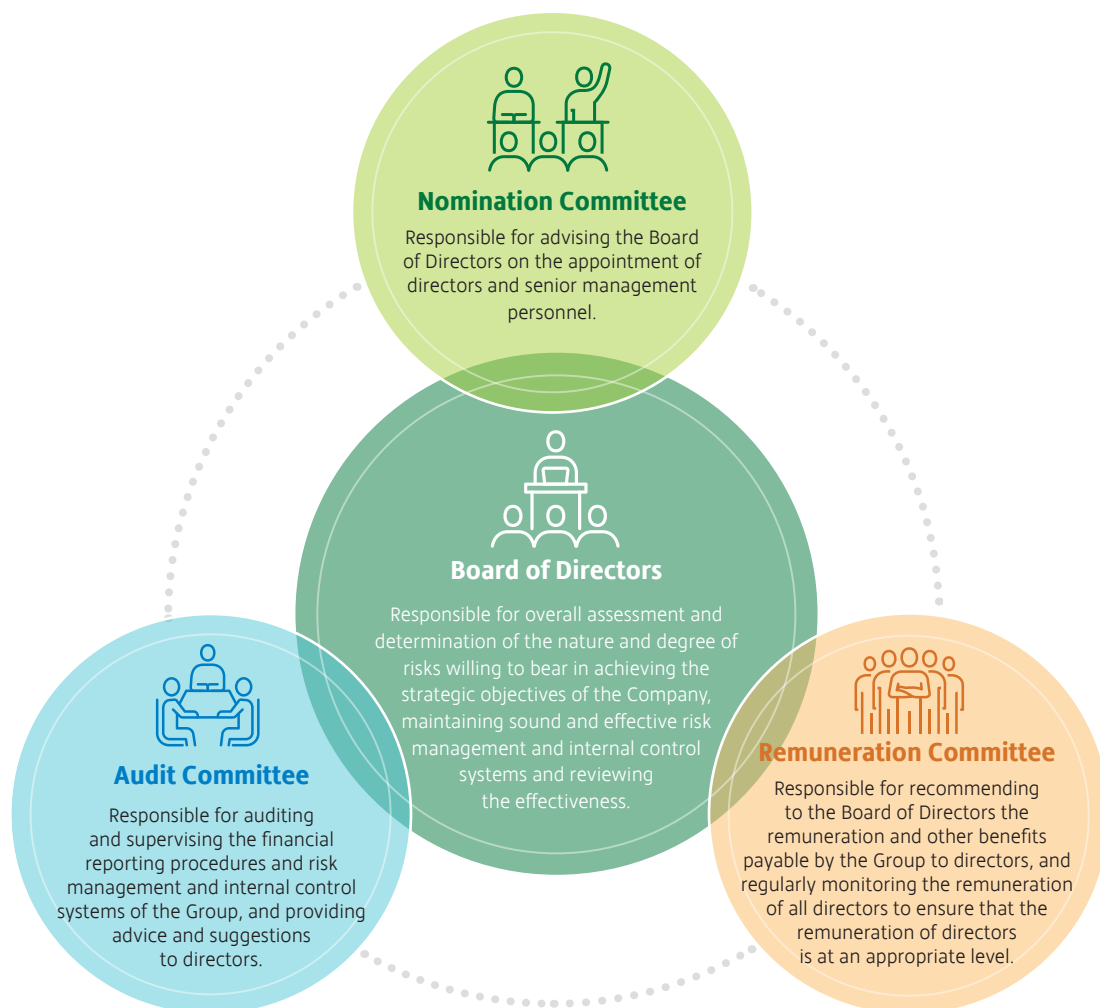 Nomination Committee
Responsible for advising the Board
of Directors on the appointment of
directors and senior management
personnel.
Board of Directors
Responsible for overall assessment and
determination of the nature and degree of
risks willing to bear in achieving the
strategic objectives of the Company,
maintaining sound and effective risk
management and internal control
systems and reviewing
the effectiveness.
Audit Committee
Responsible for auditing
and supervising the financial
reporting procedures and risk
management and internal control
systems of the Group, and providing
advice and suggestions
to directors.
Remuneration Committee
Responsible for recommending
to the Board of Directors the
remuneration and other benefits
payable by the Group to directors, and
regularly monitoring the remuneration
of all directors to ensure that the
remuneration of directors
is at an appropriate level.